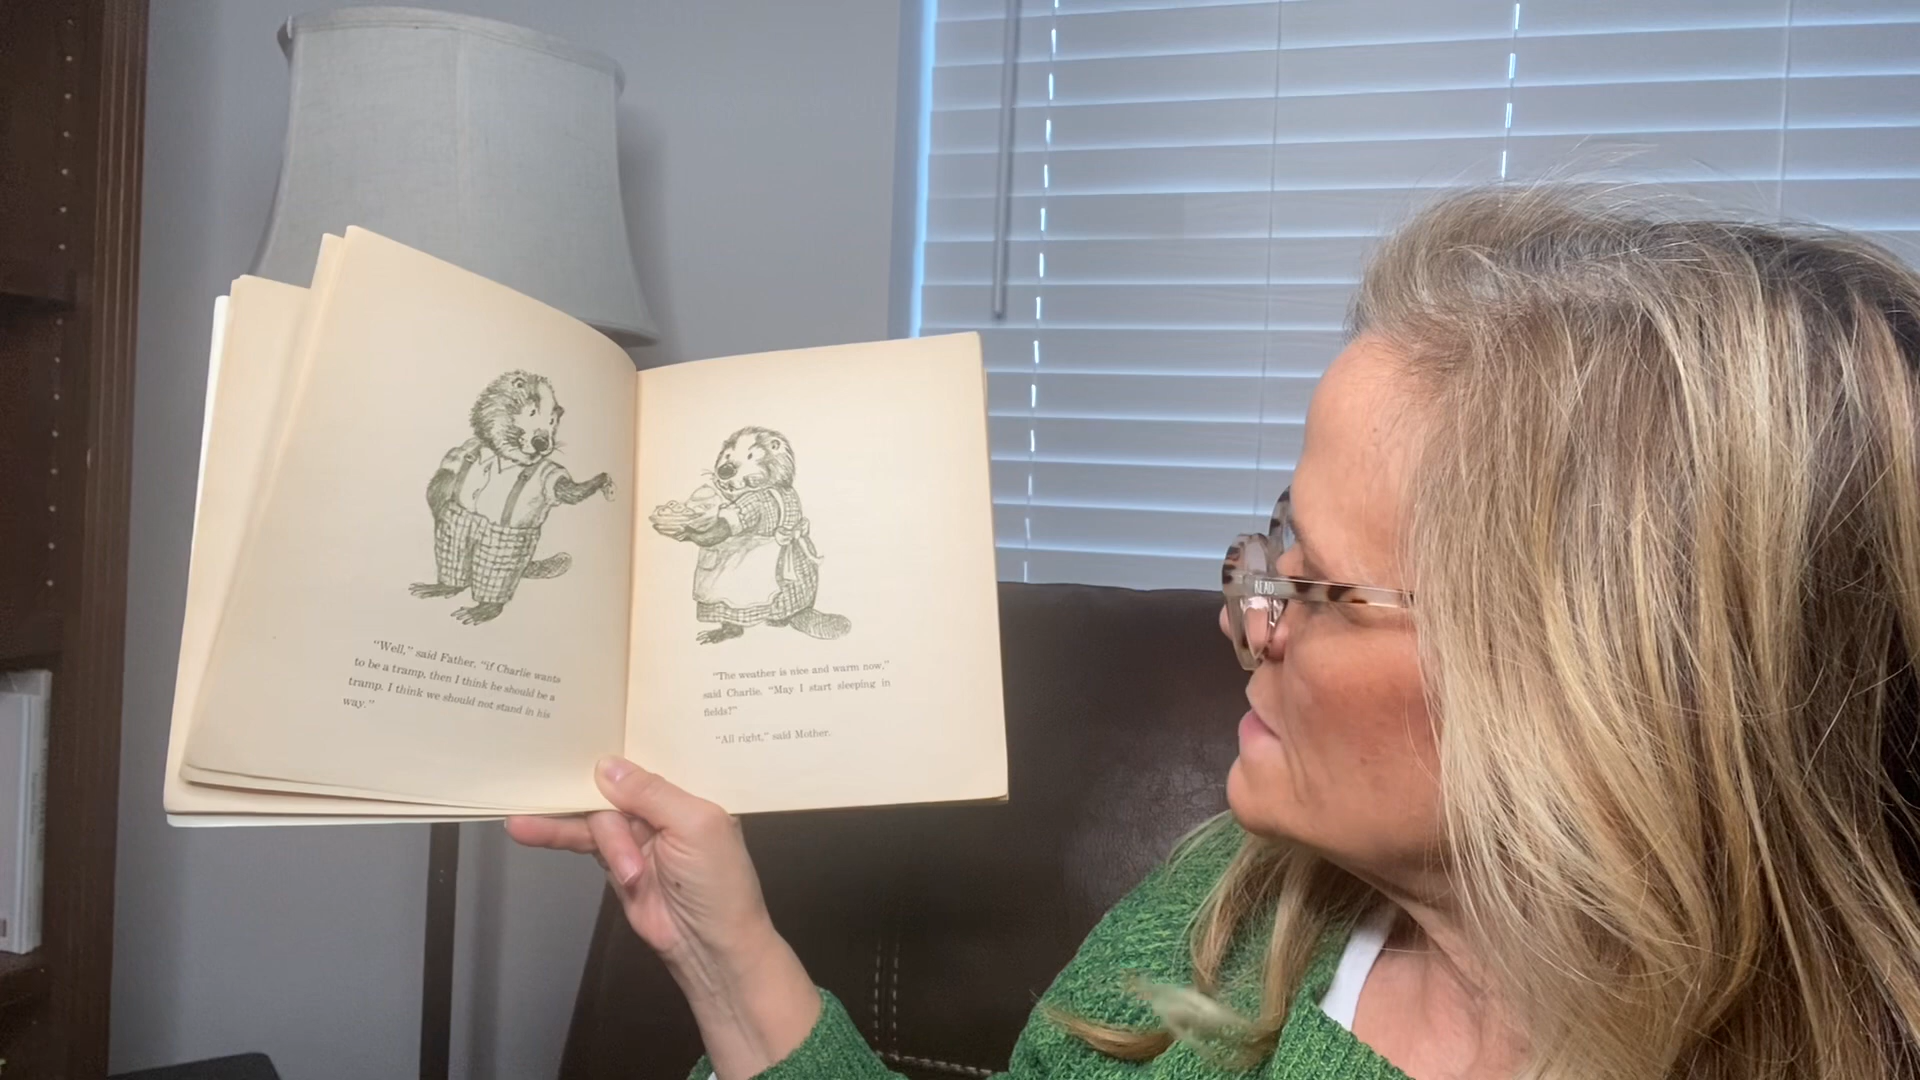 "Well," said Father, "if Charlie wants
to be a tramp, then I think he should be a
tramp. I think we should not stand in his
way."
"The weather is nice and warm now,"
said Charlie. "May I start sleeping in
fields?"
"All right," said Mother.
READ